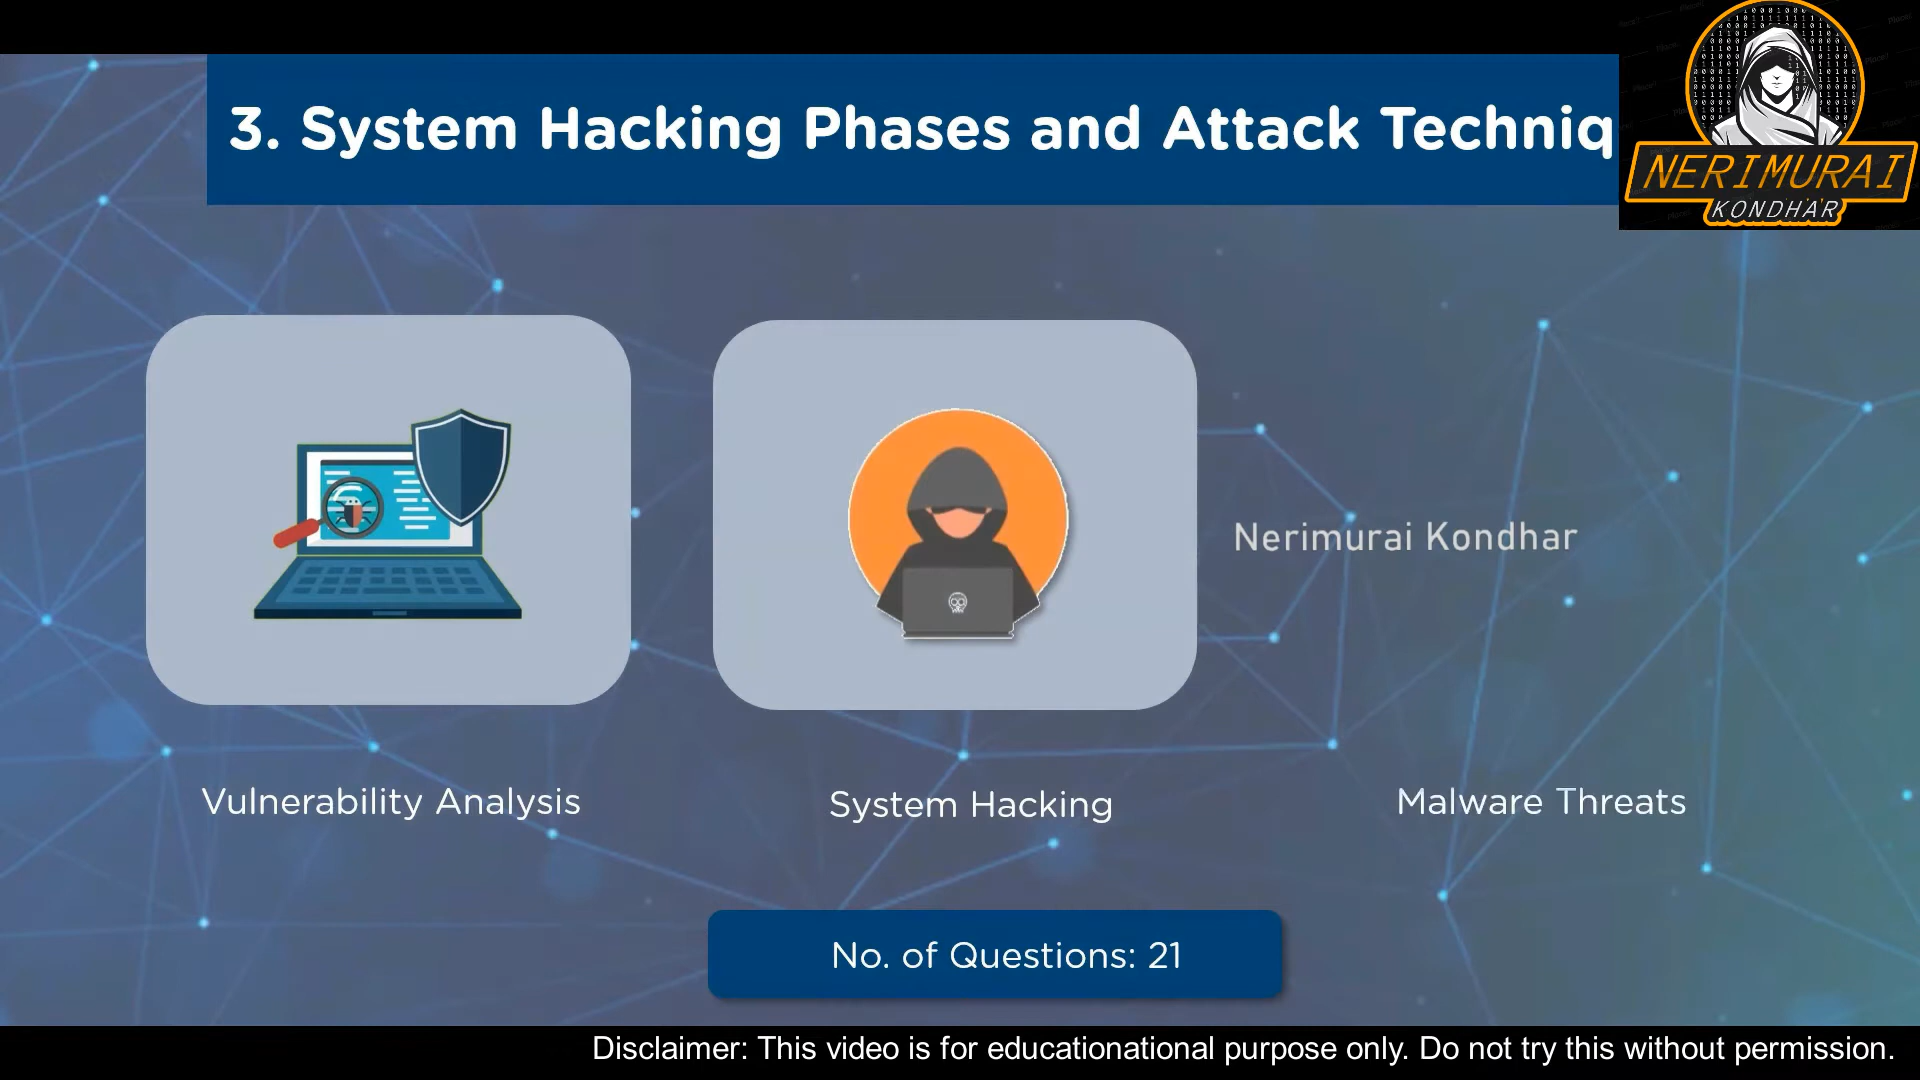 3. System Hacking Phases and Attack Techniq
NERIMURAI
KONDHAR
Nerimurai Kondhar
Vulnerability Analysis
System Hacking
Malware Threats
No. of Questions: 21
Disclaimer: This video is for educationational purpose only. Do not try this without permission.